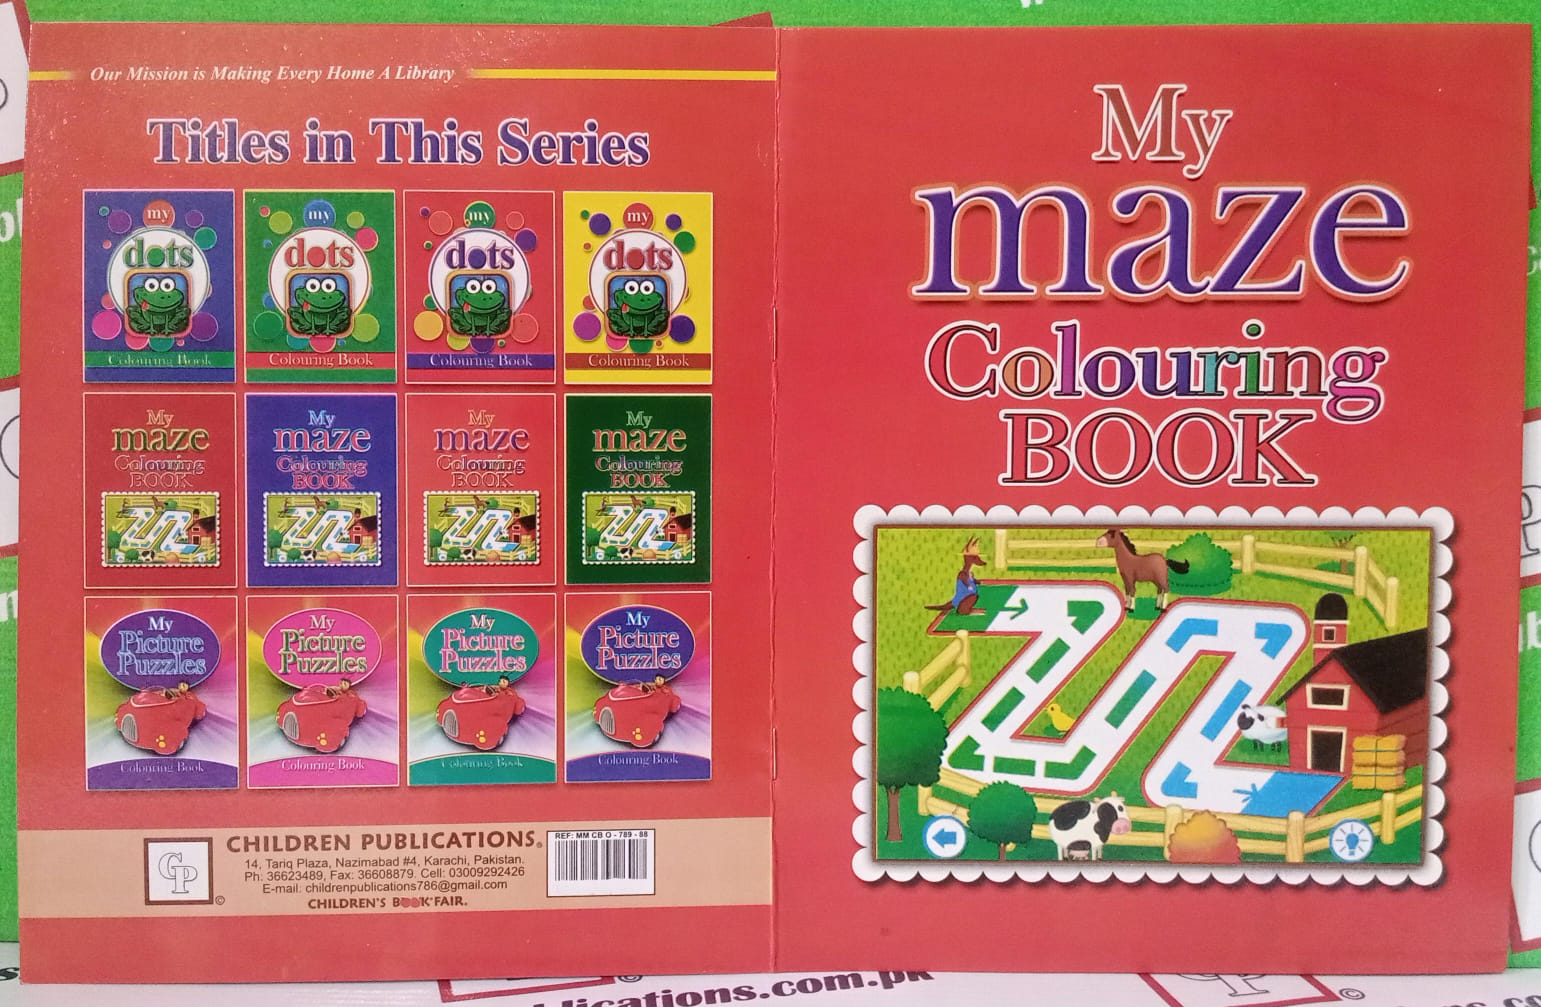 Our Mission is Making Every Home A Library
Titles in This Series
my
dots
Colouring Book
my
dots
Colouring Book
my
dots
Colouring Book
my
dots
Colouring Book
My
maze
Colouring
BOOK
My
maze
Colouring
BOOK
My
maze
Colouring
BOOK
My
maze
Colouring
BOOK
My
Picture
Puzzles
Colouring Book
My
Picture
Puzzles
Colouring Book
My
Picture
Puzzles
Colouring Book
My
Picture
Puzzles
Colouring Book
CP
©
CHILDREN PUBLICATIONS®
14, Tariq Plaza, Nazimabad #4, Karachi, Pakistan.
Ph: 36623489, Fax: 36608879. Cell: 03009292426
E-mail: childrenpublications786@gmail.com
CHILDREN'S BOOK FAIR.
REF: MM CB O - 789 - 88
My
maze
Colouring
BOOK
blications.com.pk